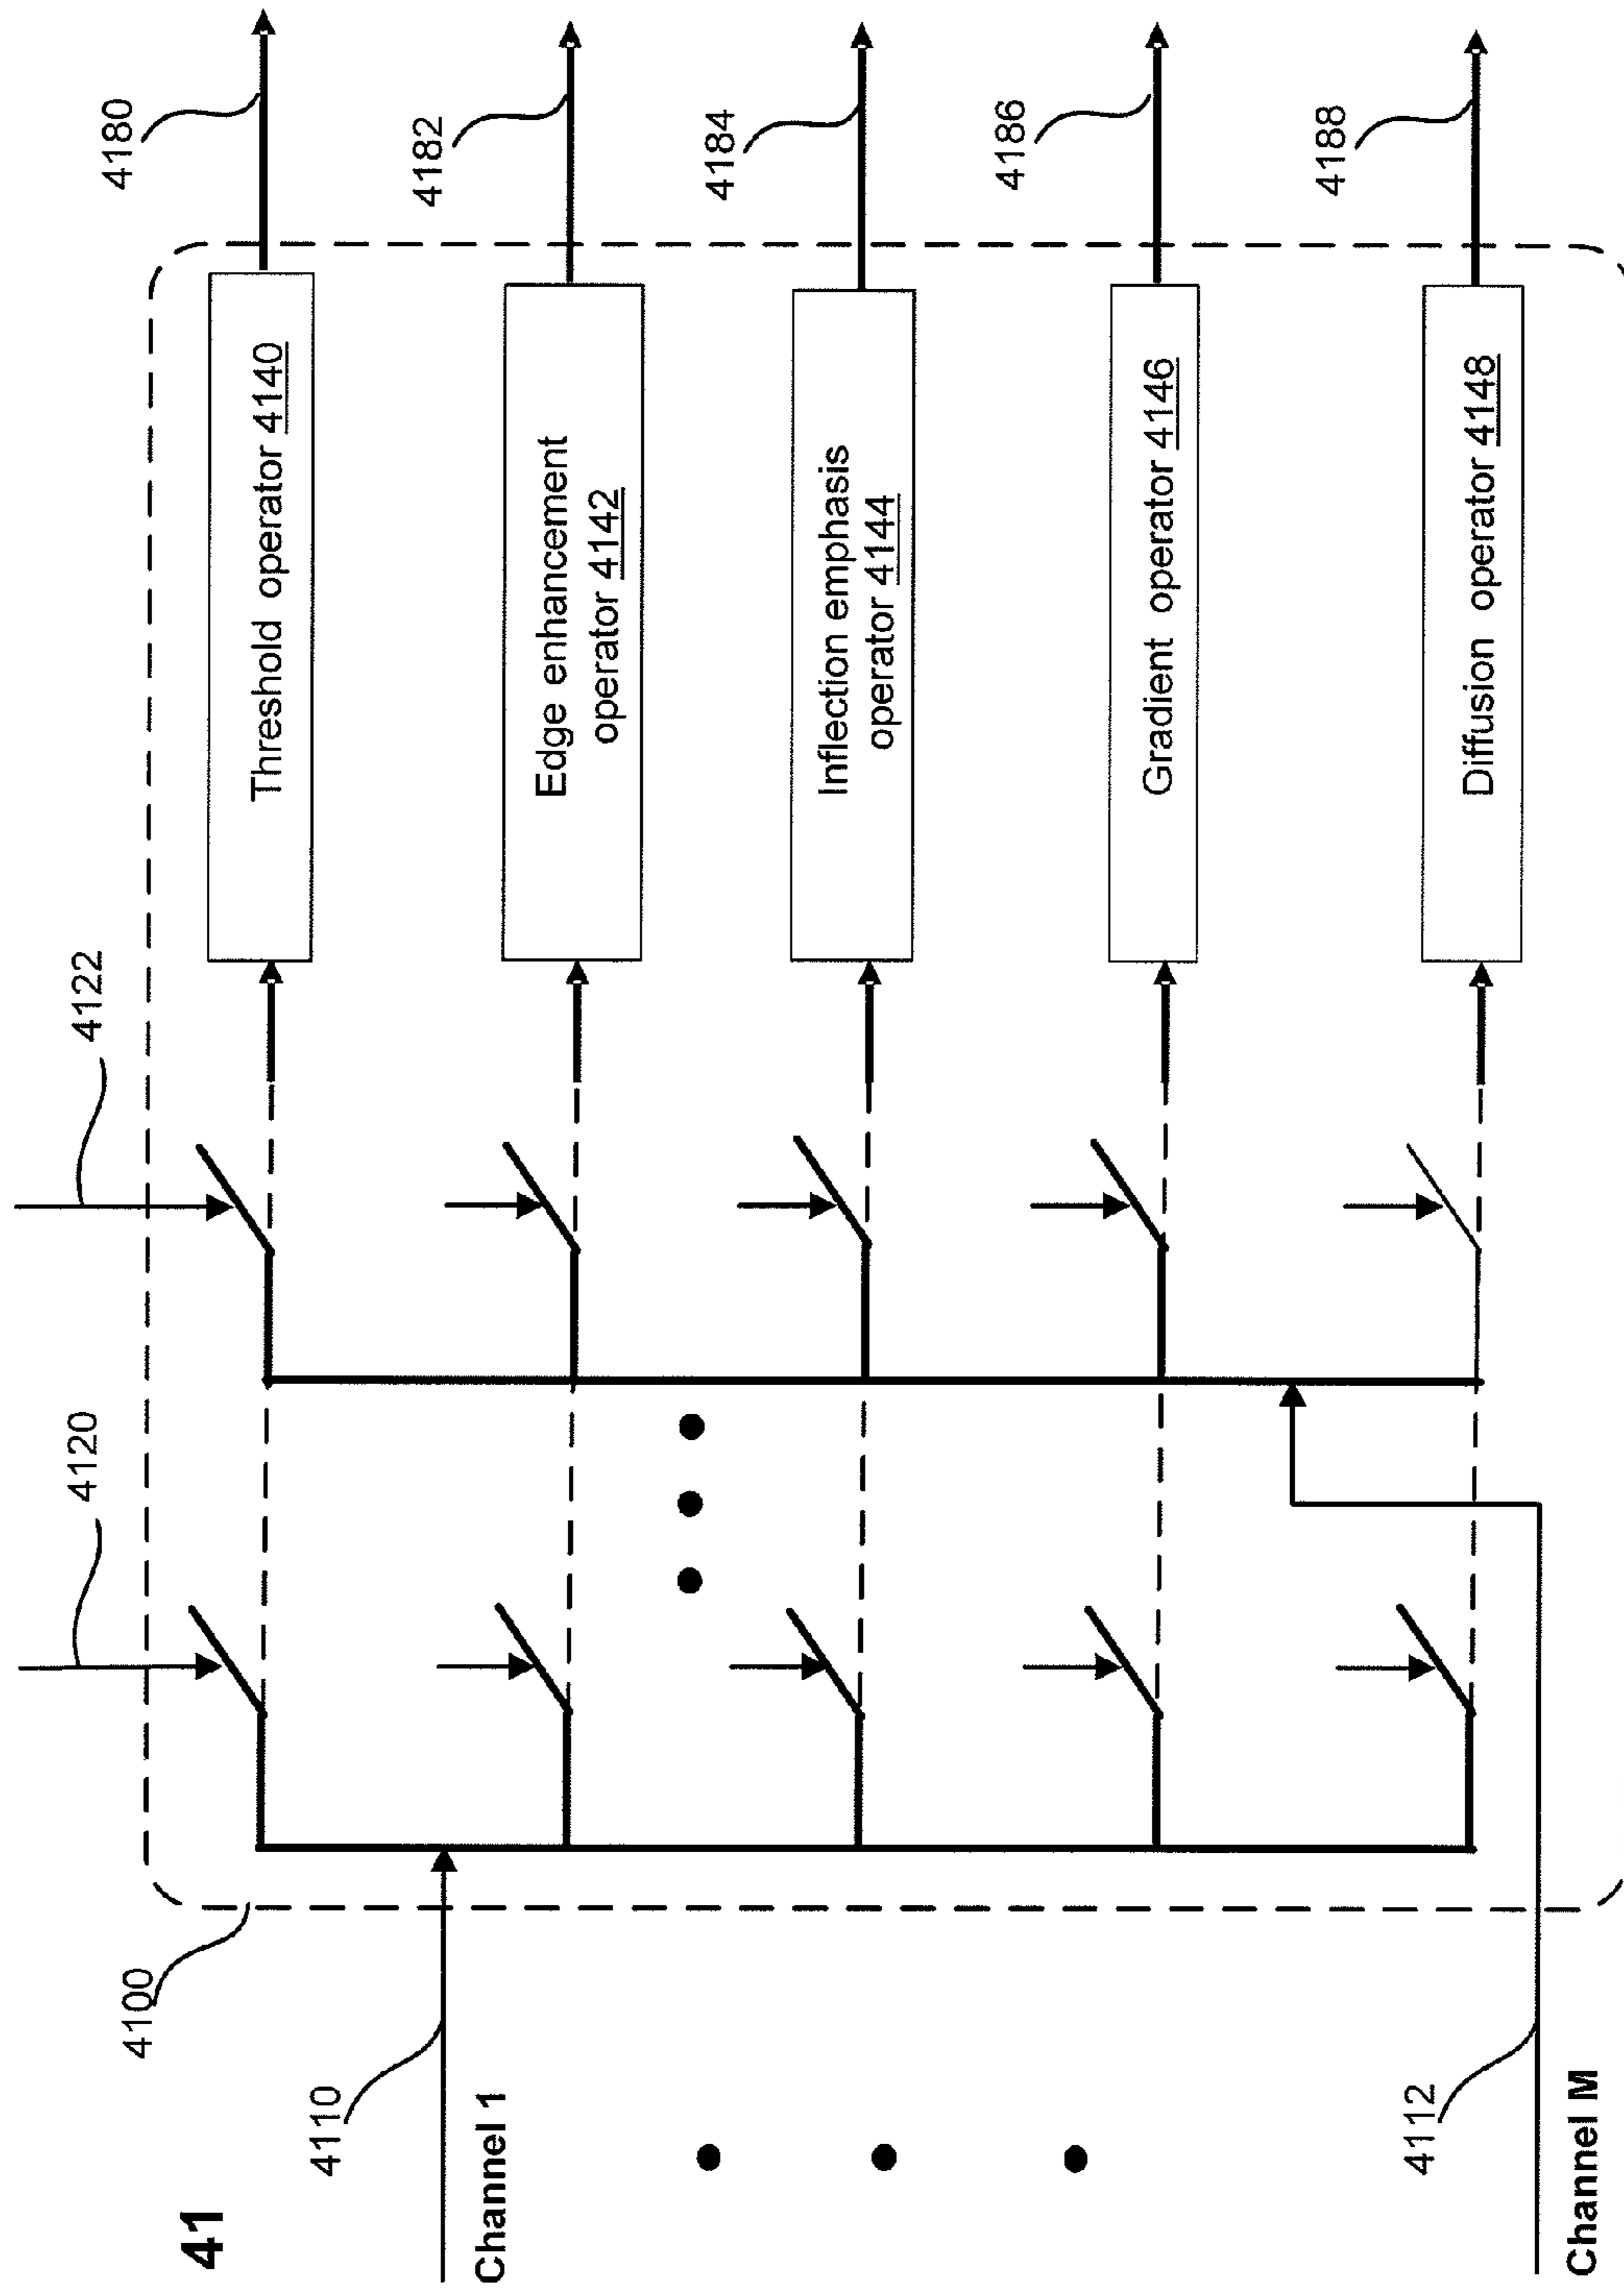 41
4100
4110
Channel 1
4112
Channel M
4120
4122
Threshold operator 4140
Edge enhancement
operator 4142
Inflection emphasis
operator 4144
Gradient operator 4146
Diffusion operator 4148
4180
4182
4184
4186
4188